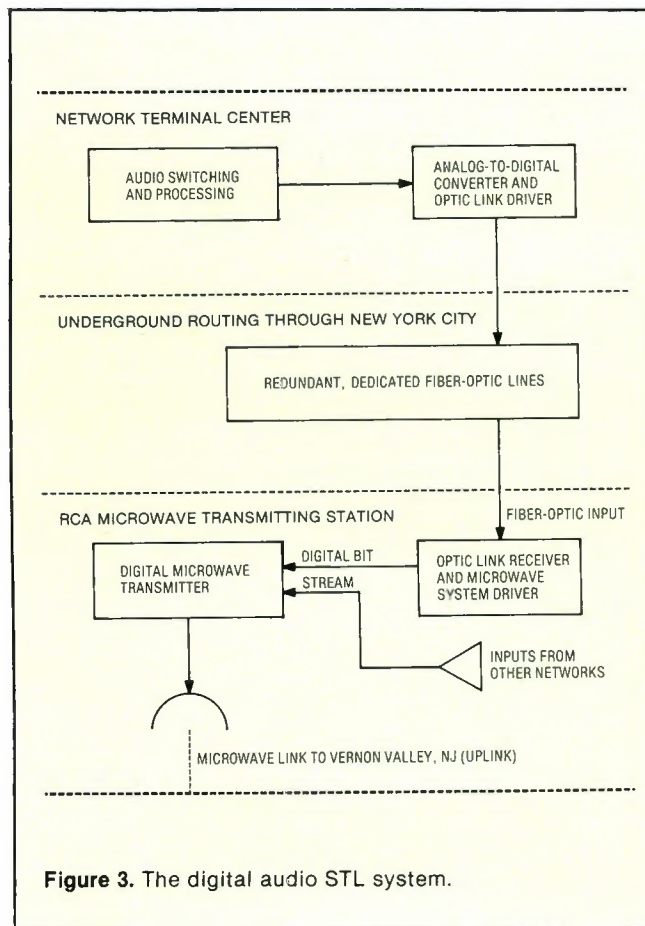 NETWORK TERMINAL CENTER
AUDIO SWITCHING
AND PROCESSING
ANALOG-TO-DIGITAL
CONVERTER AND
OPTIC LINK DRIVER
UNDERGROUND ROUTING THROUGH NEW YORK CITY
REDUNDANT, DEDICATED FIBER-OPTIC LINES
RCA MICROWAVE TRANSMITTING STATION
FIBER-OPTIC INPUT
DIGITAL MICROWAVE
TRANSMITTER
DIGITAL BIT
STREAM
OPTIC LINK RECEIVER
AND MICROWAVE
SYSTEM DRIVER
INPUTS FROM
OTHER NETWORKS
MICROWAVE LINK TO VERNON VALLEY, NJ (UPLINK)
Figure 3. The digital audio STL system.